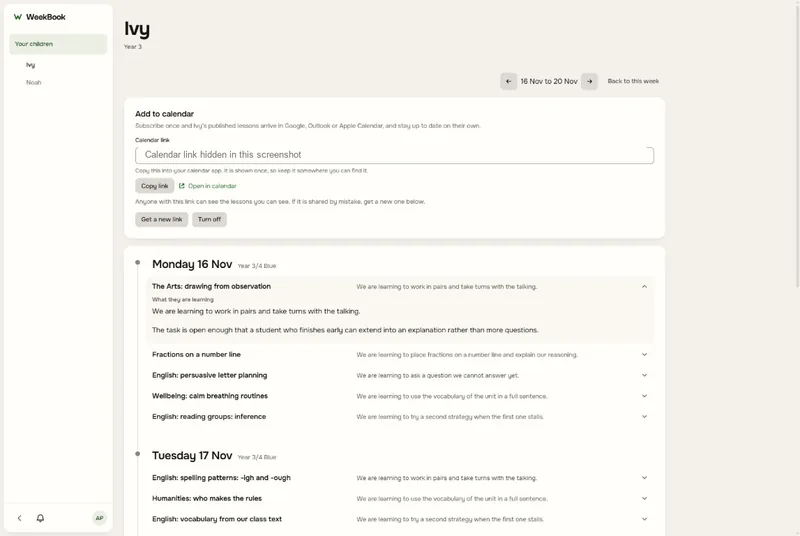 WeekBook
Your children
Ivy
Noah
AP
Ivy
Year 3
16 Nov to 20 Nov
Back to this week
Add to calendar
Subscribe once and Ivy's published lessons arrive in Google, Outlook or Apple Calendar, and stay up to date on their own.
Calendar link
Calendar link hidden in this screenshot
Copy this into your calendar app. It is shown once, so keep it somewhere you can find it.
Copy link
Open in calendar
Anyone with this link can see the lessons you can see. If it is shared by mistake, get a new one below.
Get a new link
Turn off
Monday 16 Nov Year 3/4 Blue
The Arts: drawing from observation We are learning to work in pairs and take turns with the talking.
What they are learning
We are learning to work in pairs and take turns with the talking.
The task is open enough that a student who finishes early can extend into an explanation rather than more questions.
Fractions on a number line We are learning to place fractions on a number line and explain our reasoning.
English: persuasive letter planning We are learning to ask a question we cannot answer yet.
Wellbeing: calm breathing routines We are learning to use the vocabulary of the unit in a full sentence.
English: reading groups: inference We are learning to try a second strategy when the first one stalls.
Tuesday 17 Nov Year 3/4 Blue
English: spelling patterns: -igh and -ough We are learning to work in pairs and take turns with the talking.
Humanities: who makes the rules We are learning to use the vocabulary of the unit in a full sentence.
English: vocabulary from our class text We are learning to try a second strategy when the first one stalls.